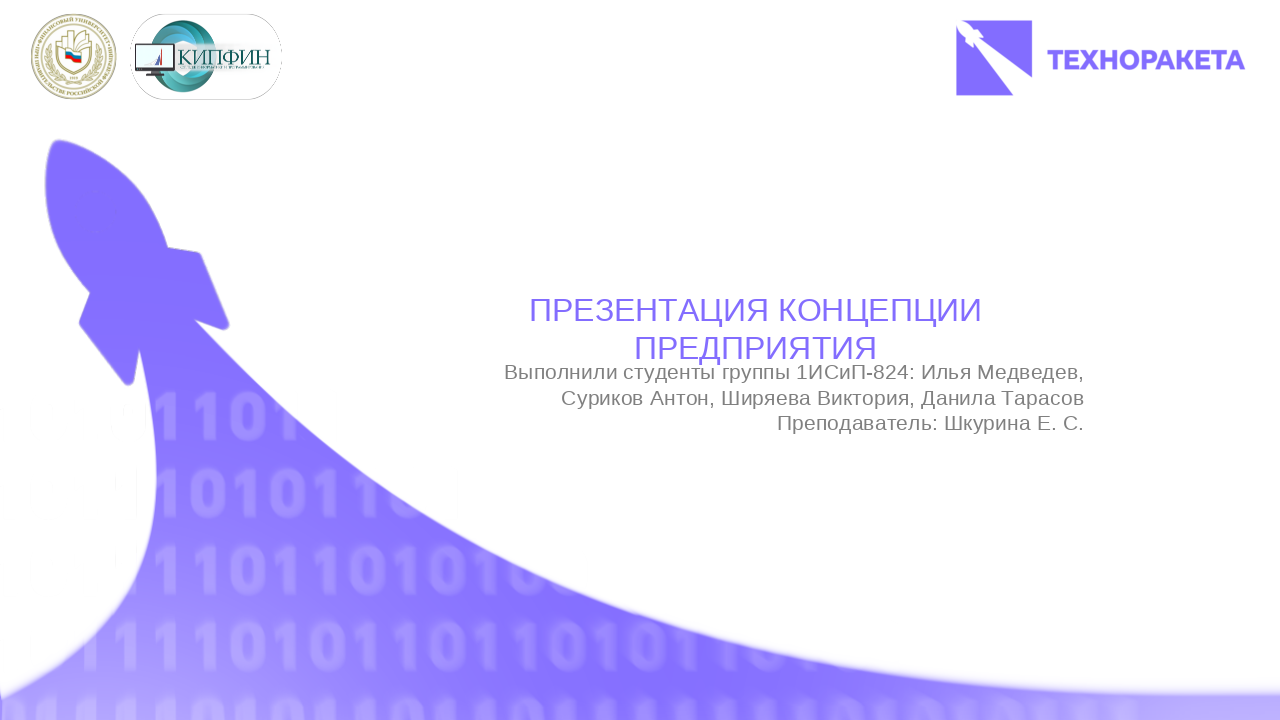 КИПФИН
ТЕХНОРАКЕТА
ПРЕЗЕНТАЦИЯ КОНЦЕПЦИИ
ПРЕДПРИЯТИЯ
Выполнили студенты группы 1ИСиП-824: Илья Медведев,
Суриков Антон, Ширяева Виктория, Данила Тарасов
Преподаватель: Шкурина Е. С.